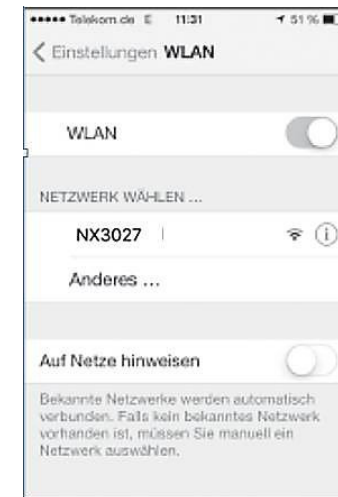 Telekom.de E 11:31 51 %
Einstellungen WLAN
WLAN
NETZWERK WÄHLEN ...
NX3027
Anderes ...
Auf Netze hinweisen
Bekannte Netzwerke werden automatisch
verbunden. Falls kein bekanntes Netzwerk
vorhanden ist, müssen Sie manuell ein
Netzwerk auswählen.